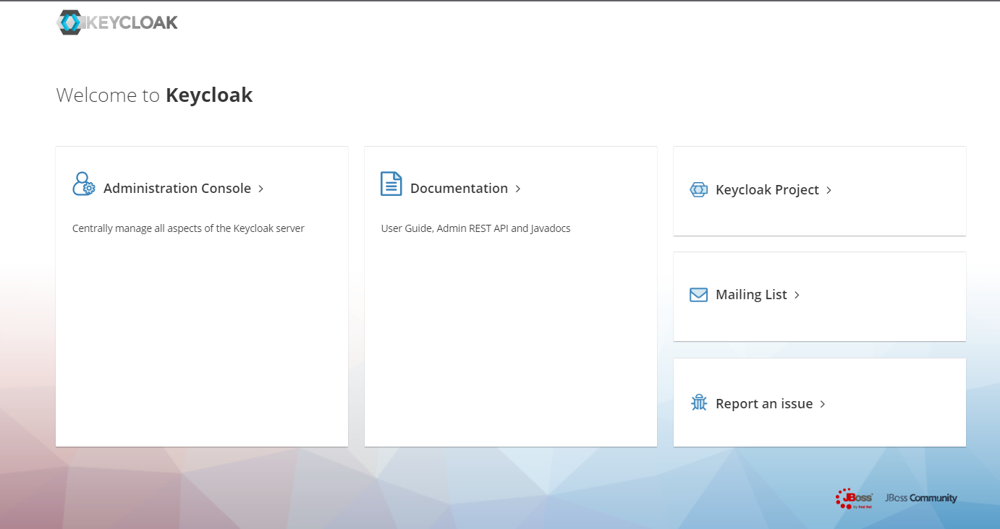 KEYCLOAK
Welcome to Keycloak
Administration Console
Centrally manage all aspects of the Keycloak server
Documentation
User Guide, Admin REST API and Javadocs
Keycloak Project
Mailing List
Report an issue
JBoss
by Red Hat
JBoss Community